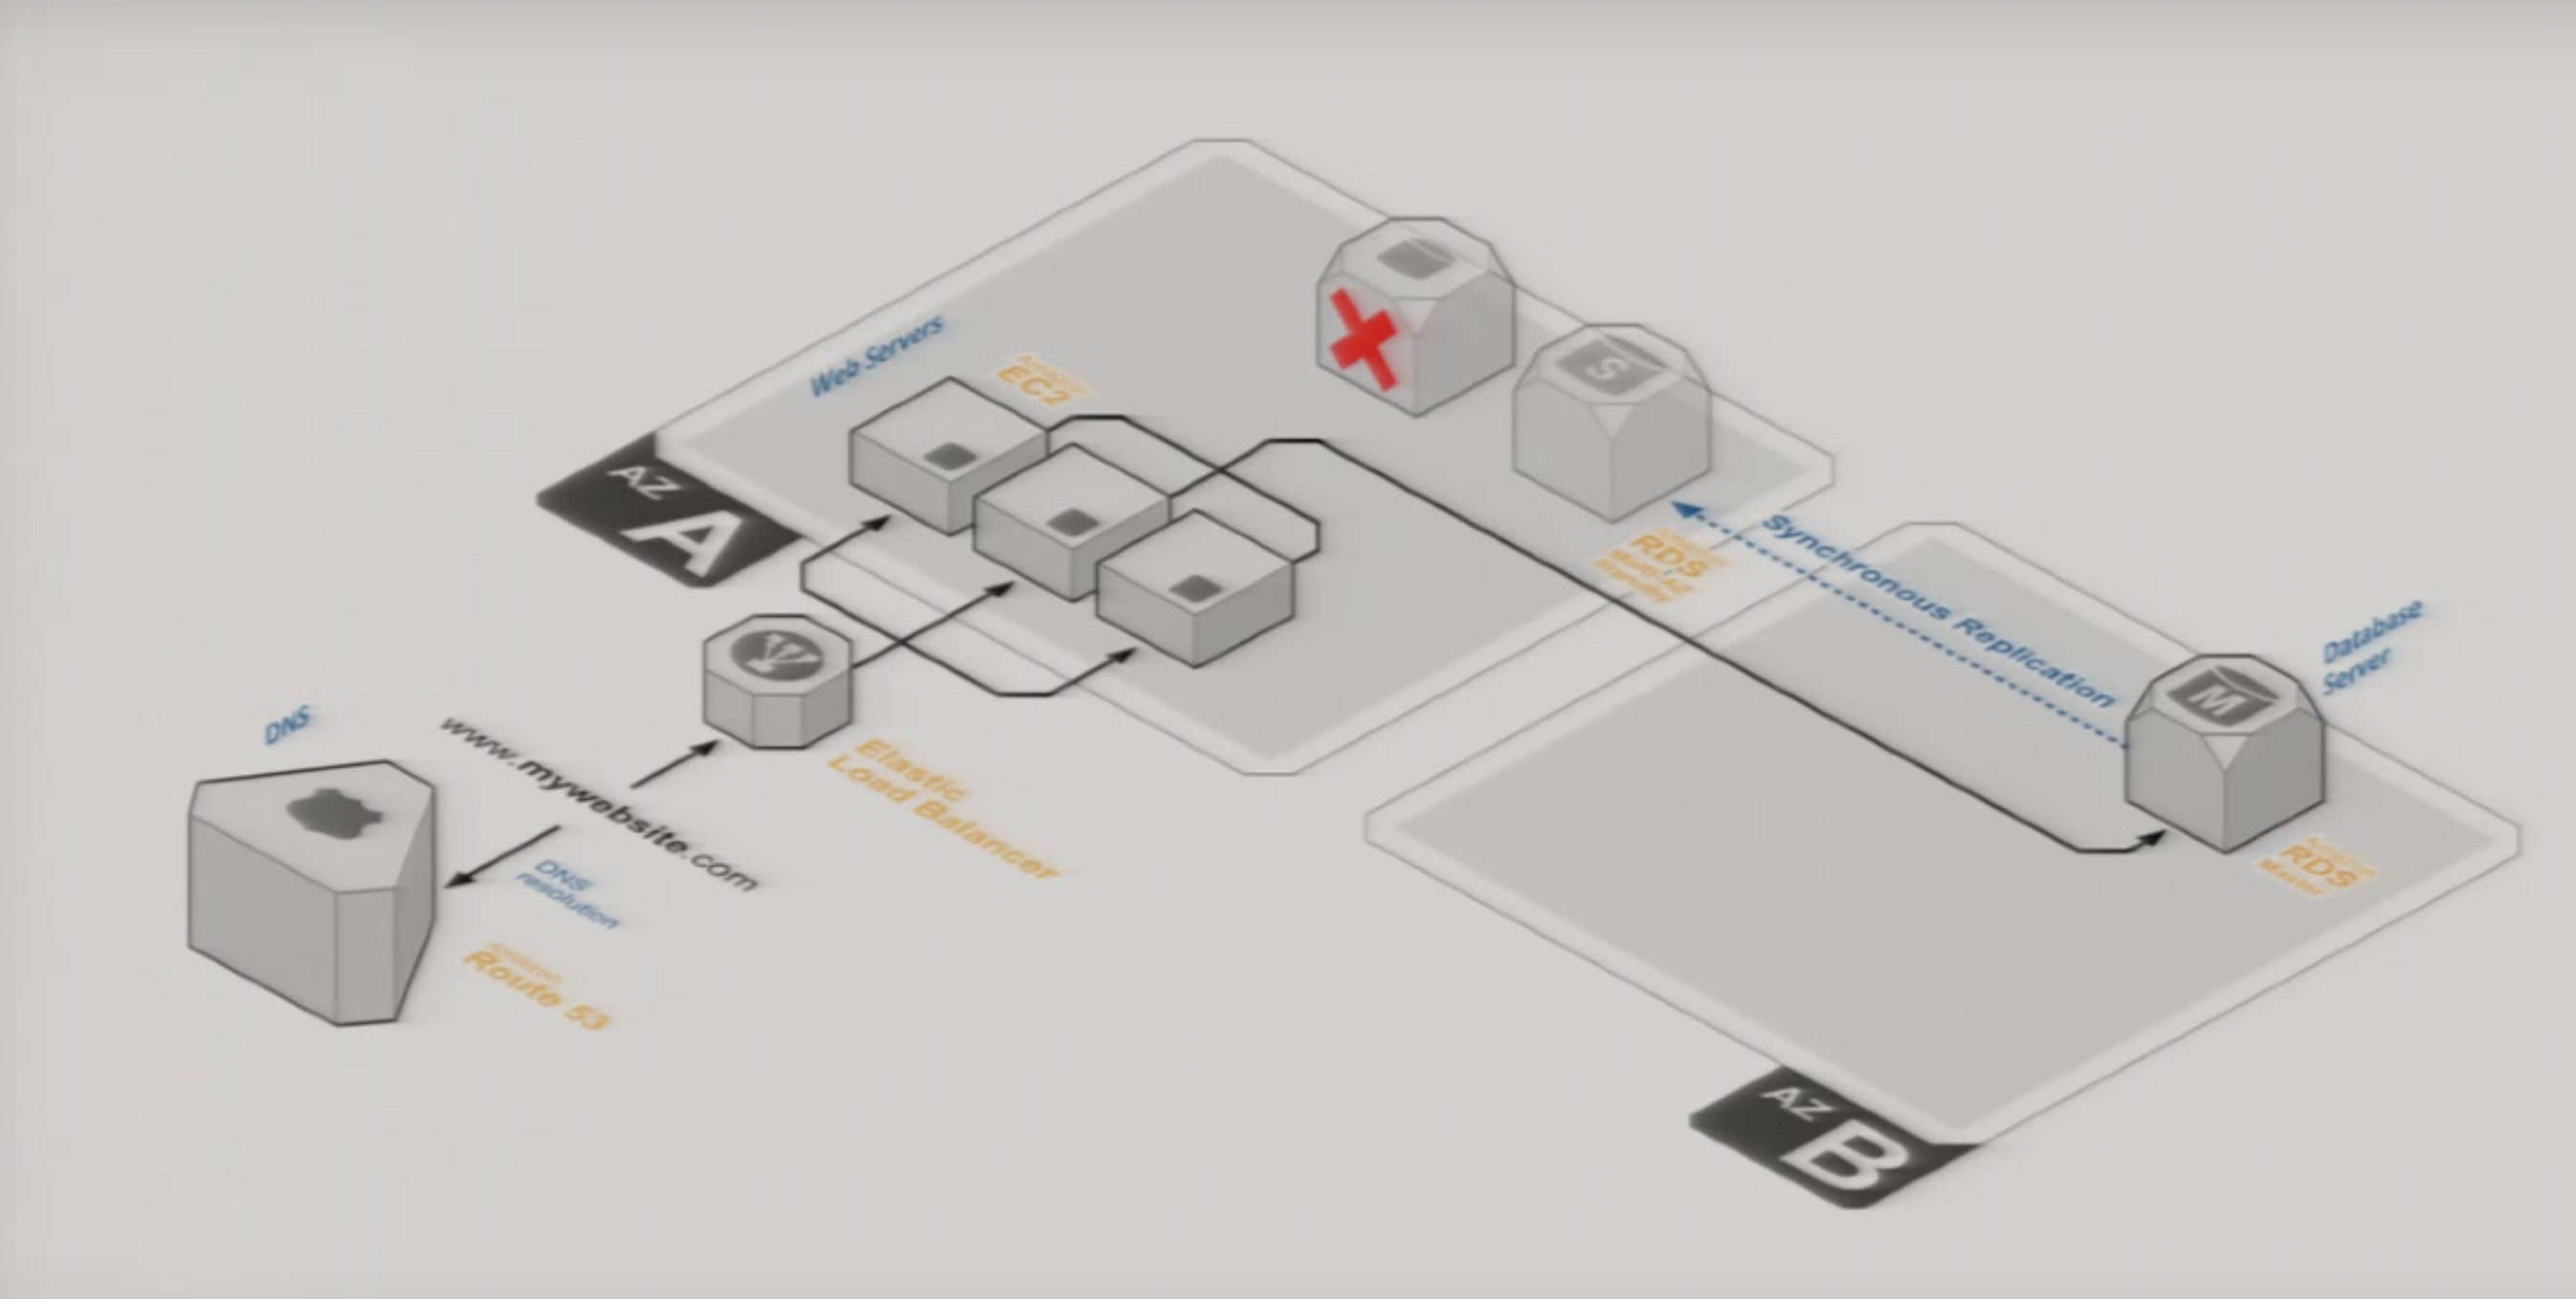 Web Servers
Amazon
EC2
S
AZ
A
Amazon
RDS
Multi-AZ
Standby
Synchronous Replication
Database
Server
M
Amazon
RDS
Master
DNS
www.mywebsite.com
Elastic
Load Balancer
DNS
resolution
Amazon
Route 53
AZ
B